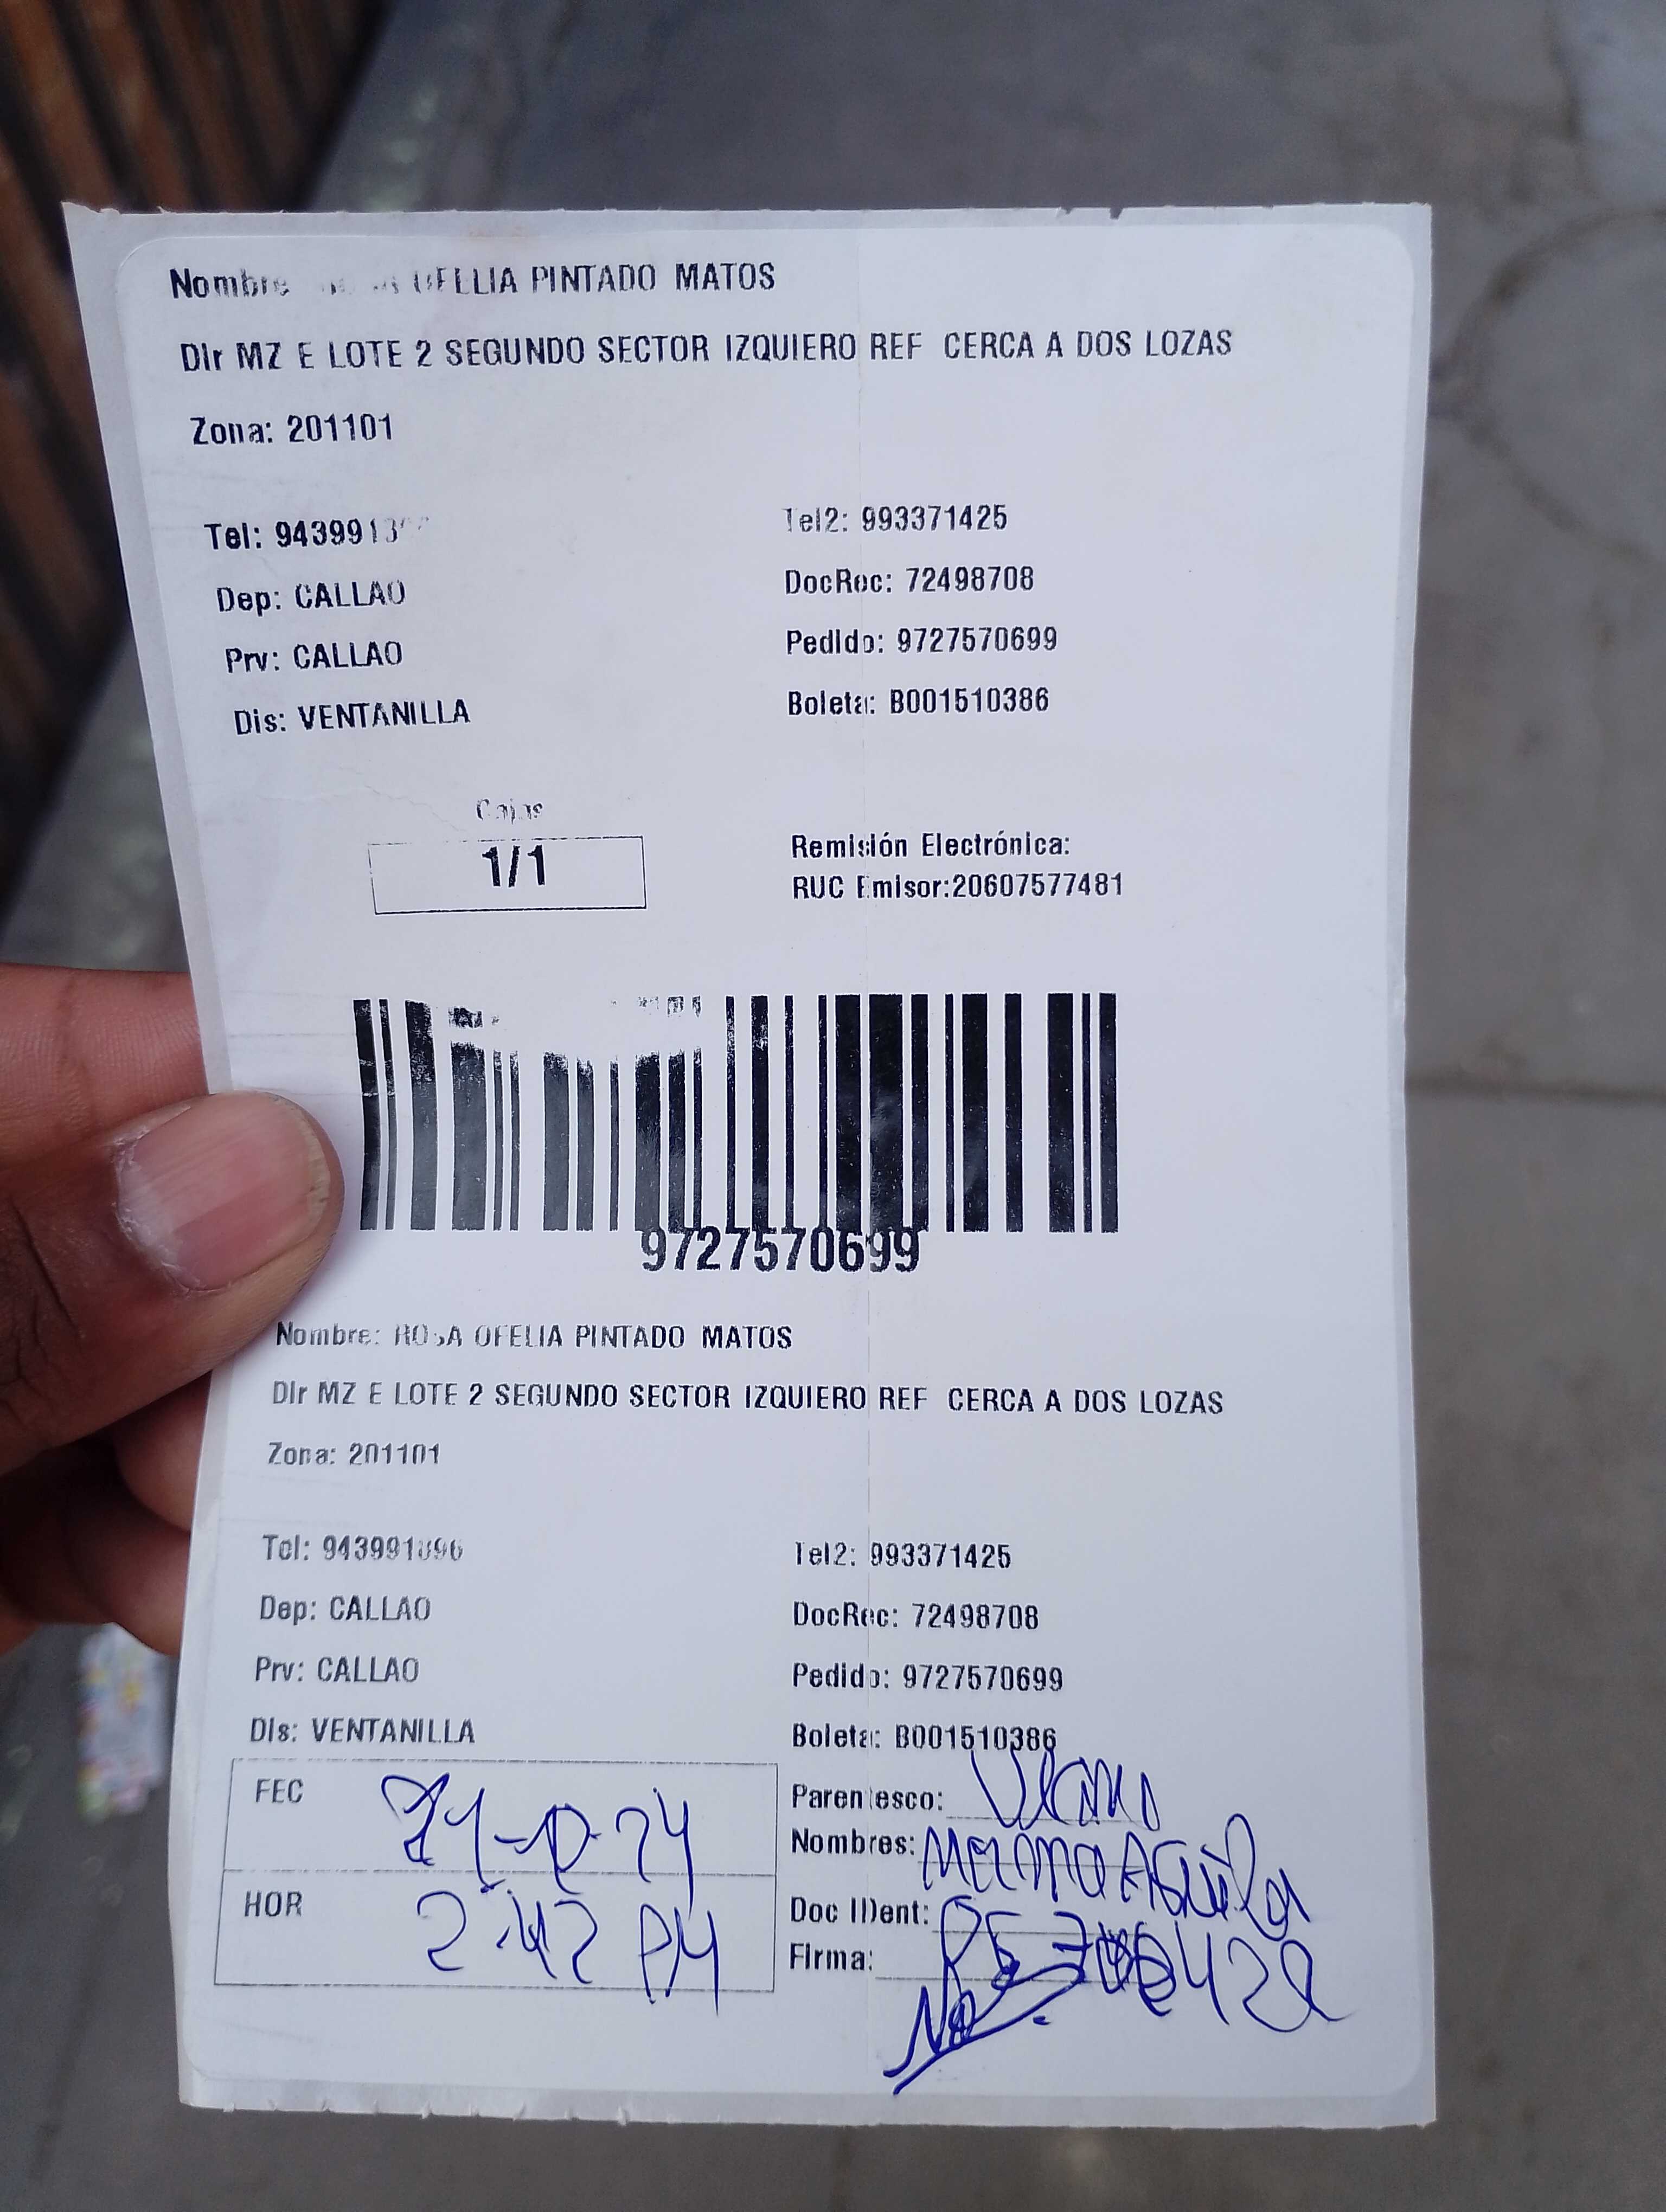 Nombre OFELIA PINTADO MATOS
Dir MZ E LOTE 2 SEGUNDO SECTOR IZQUIERO REF CERCA A DOS LOZAS
Zona: 201101
Tel: Tel2: 993371425
Dep: CALLAO DocRec: 72498708
Prv: CALLAO Pedido: 9727570699
Dis: VENTANILLA Boleta: B001510386
Cajas
1/1
Remisión Electrónica:
RUC Emisor:20607577481
9727570699
Nombre: ROSA OFELIA PINTADO MATOS
Dir MZ E LOTE 2 SEGUNDO SECTOR IZQUIERO REF CERCA A DOS LOZAS
Zona: 201101
Tel: Tel2: 993371425
Dep: CALLAO DocRec: 72498708
Prv: CALLAO Pedido: 9727570699
Dis: VENTANILLA Boleta: B001510386
FEC
HOR 2:42 PM
Parentesco:
Nombres:
Doc IDent:
Firma: